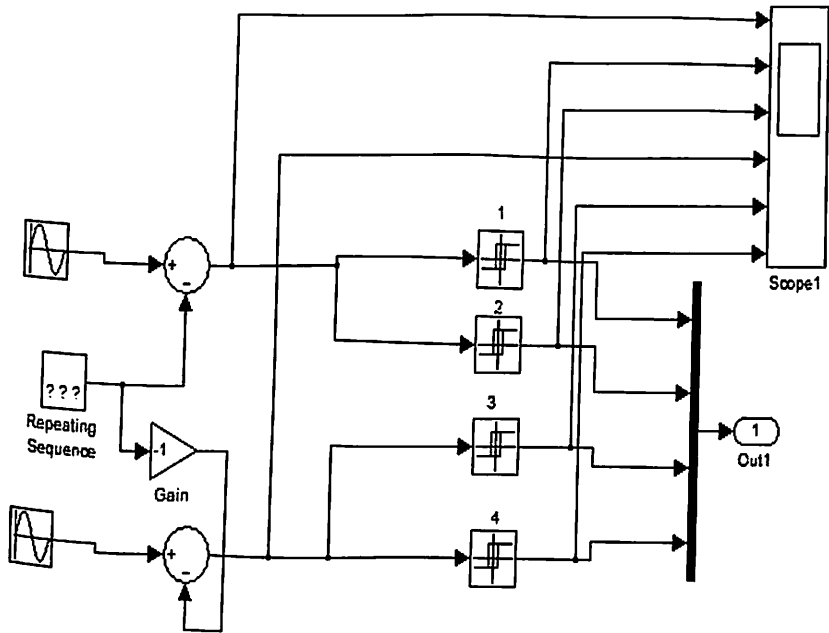 1
Scope1
2
+
-
? ? ?
Repeating
Sequence
3
-1
Gain
1
Out1
4
+
-